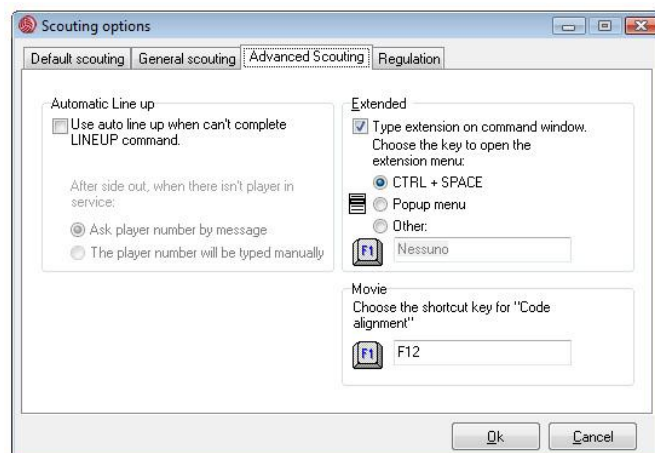 Scouting options
Default scouting
General scouting
Advanced Scouting
Regulation
Automatic Line up
Use auto line up when can't complete
LINEUP command.
After side out, when there isn't player in
service:
Ask player number by message
The player number will be typed manually
Extended
Type extension on command window.
Choose the key to open the
extension menu:
CTRL + SPACE
Popup menu
Other:
F1
Nessuno
Movie
Choose the shortcut key for "Code
alignment"
F1
F12
Ok
Cancel